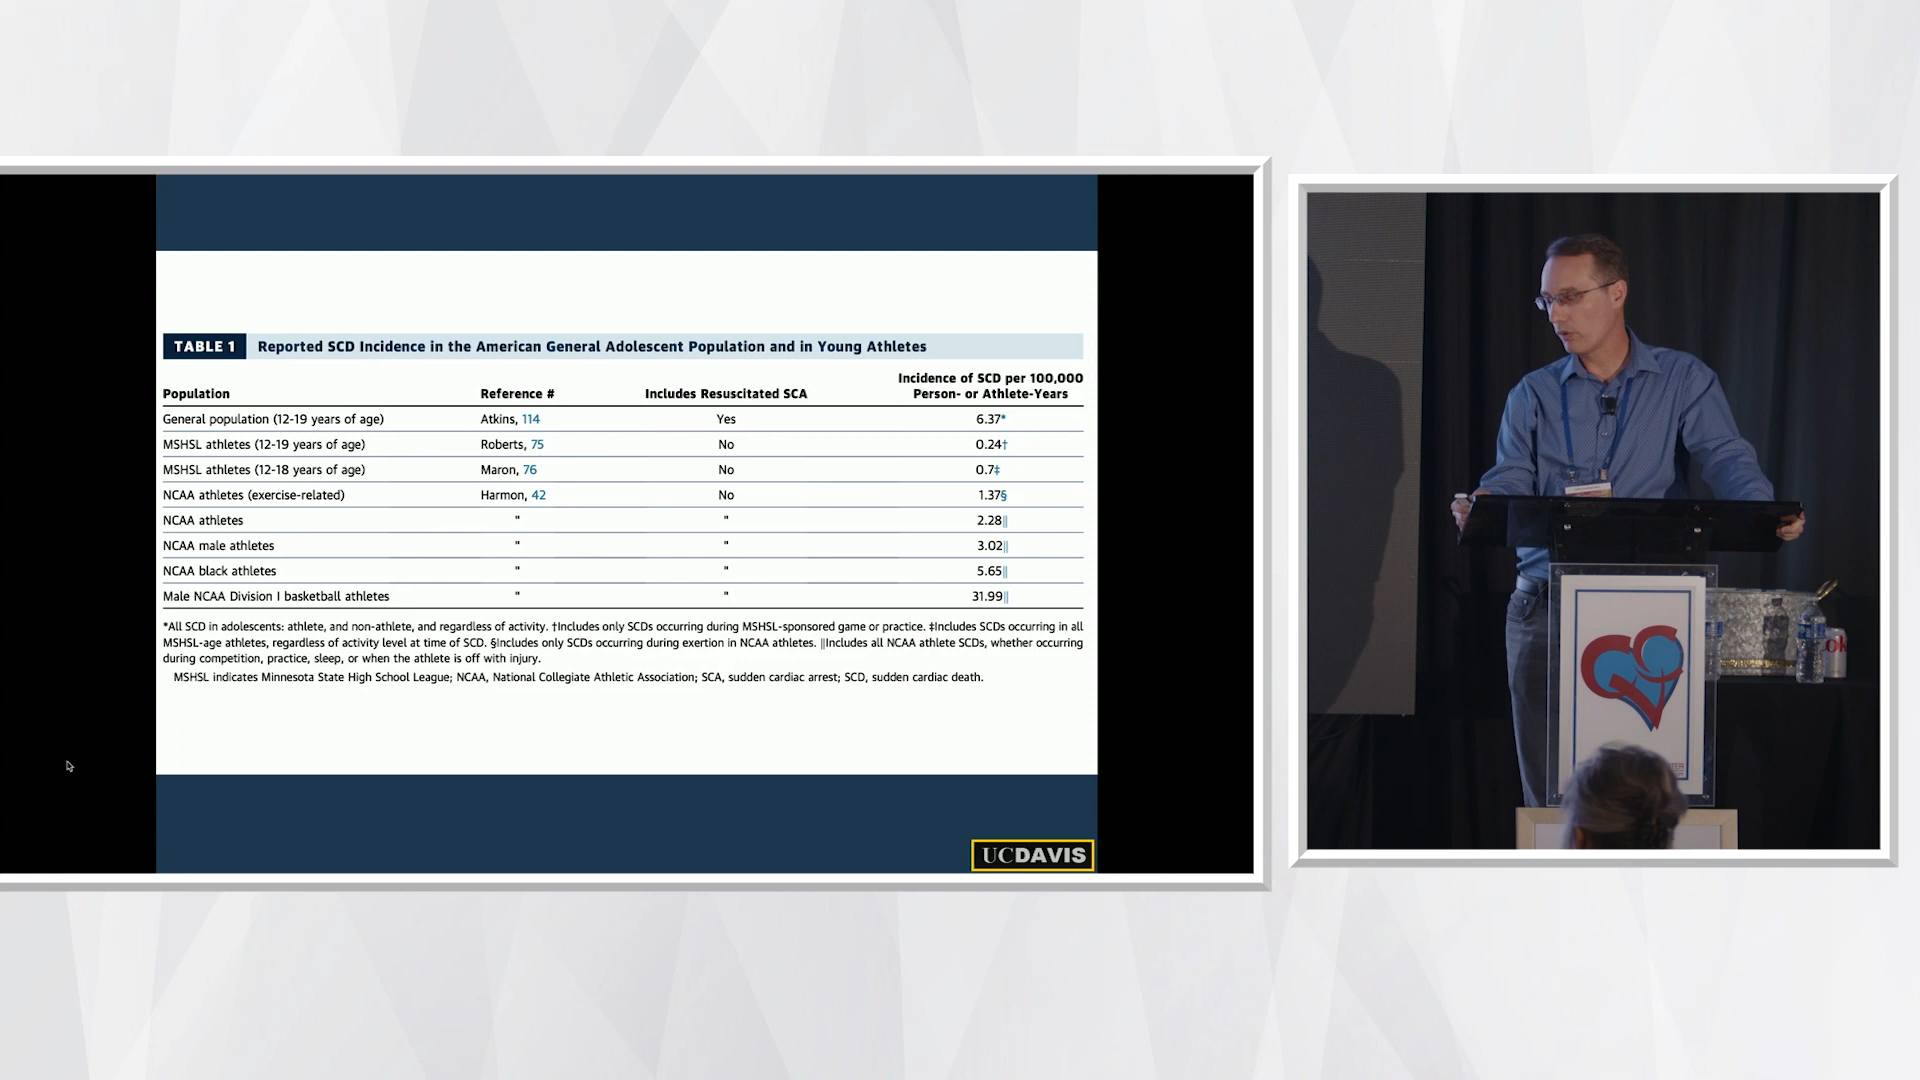 TABLE 1 Reported SCD Incidence in the American General Adolescent Population and in Young Athletes
Population Reference # Includes Resuscitated SCA Incidence of SCD per 100,000 Person- or Athlete-Years
General population (12-19 years of age) Atkins, 114 Yes 6.37*
MSHSL athletes (12-19 years of age) Roberts, 75 No 0.24†
MSHSL athletes (12-18 years of age) Maron, 76 No 0.7‡
NCAA athletes (exercise-related) Harmon, 42 No 1.37§
NCAA athletes " " 2.28||
NCAA male athletes " " 3.02||
NCAA black athletes " " 5.65||
Male NCAA Division I basketball athletes " " 31.99||
*All SCD in adolescents: athlete, and non-athlete, and regardless of activity. †Includes only SCDs occurring during MSHSL-sponsored game or practice. ‡Includes SCDs occurring in all
MSHSL-age athletes, regardless of activity level at time of SCD. §Includes only SCDs occurring during exertion in NCAA athletes. ||Includes all NCAA athlete SCDs, whether occurring
during competition, practice, sleep, or when the athlete is off with injury.
MSHSL indicates Minnesota State High School League; NCAA, National Collegiate Athletic Association; SCA, sudden cardiac arrest; SCD, sudden cardiac death.
UCDAVIS